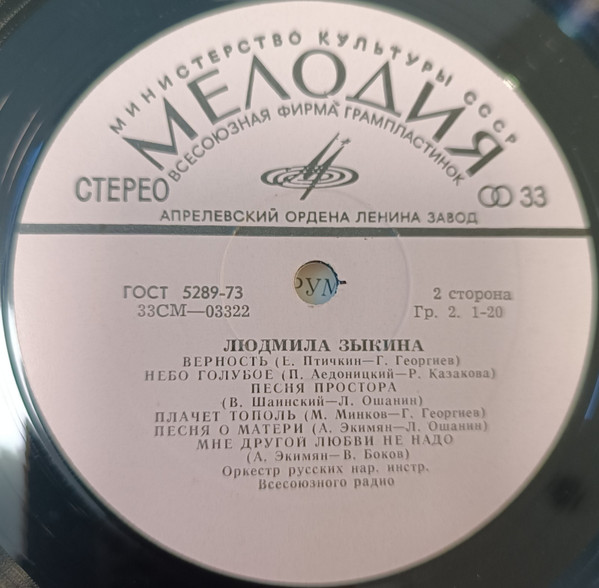 МИНИСТЕРСТВО КУЛЬТУРЫ СССР
МЕЛОДИЯ
ВСЕСОЮЗНАЯ ФИРМА ГРАМПЛАСТИНОК
СТЕРЕО
33
АПРЕЛЕВСКИЙ ОРДЕНА ЛЕНИНА ЗАВОД
РУМ
ГОСТ 5289-73
2 сторона
33СМ—03322
Гр. 2. 1-20
ЛЮДМИЛА ЗЫКИНА
ВЕРНОСТЬ (Е. Птичкин—Г. Георгиев)
НЕБО ГОЛУБОЕ (П. Аедоницкий—Р. Казакова)
ПЕСНЯ ПРОСТОРА
(В. Шаинский—Л. Ошанин)
ПЛАЧЕТ ТОПОЛЬ (М. Минков—Г. Георгиев)
ПЕСНЯ О МАТЕРИ (А. Экимян—Л. Ошанин)
МНЕ ДРУГОЙ ЛЮБВИ НЕ НАДО
(А. Экимян—В. Боков)
Оркестр русских нар. инстр.
Всесоюзного радио